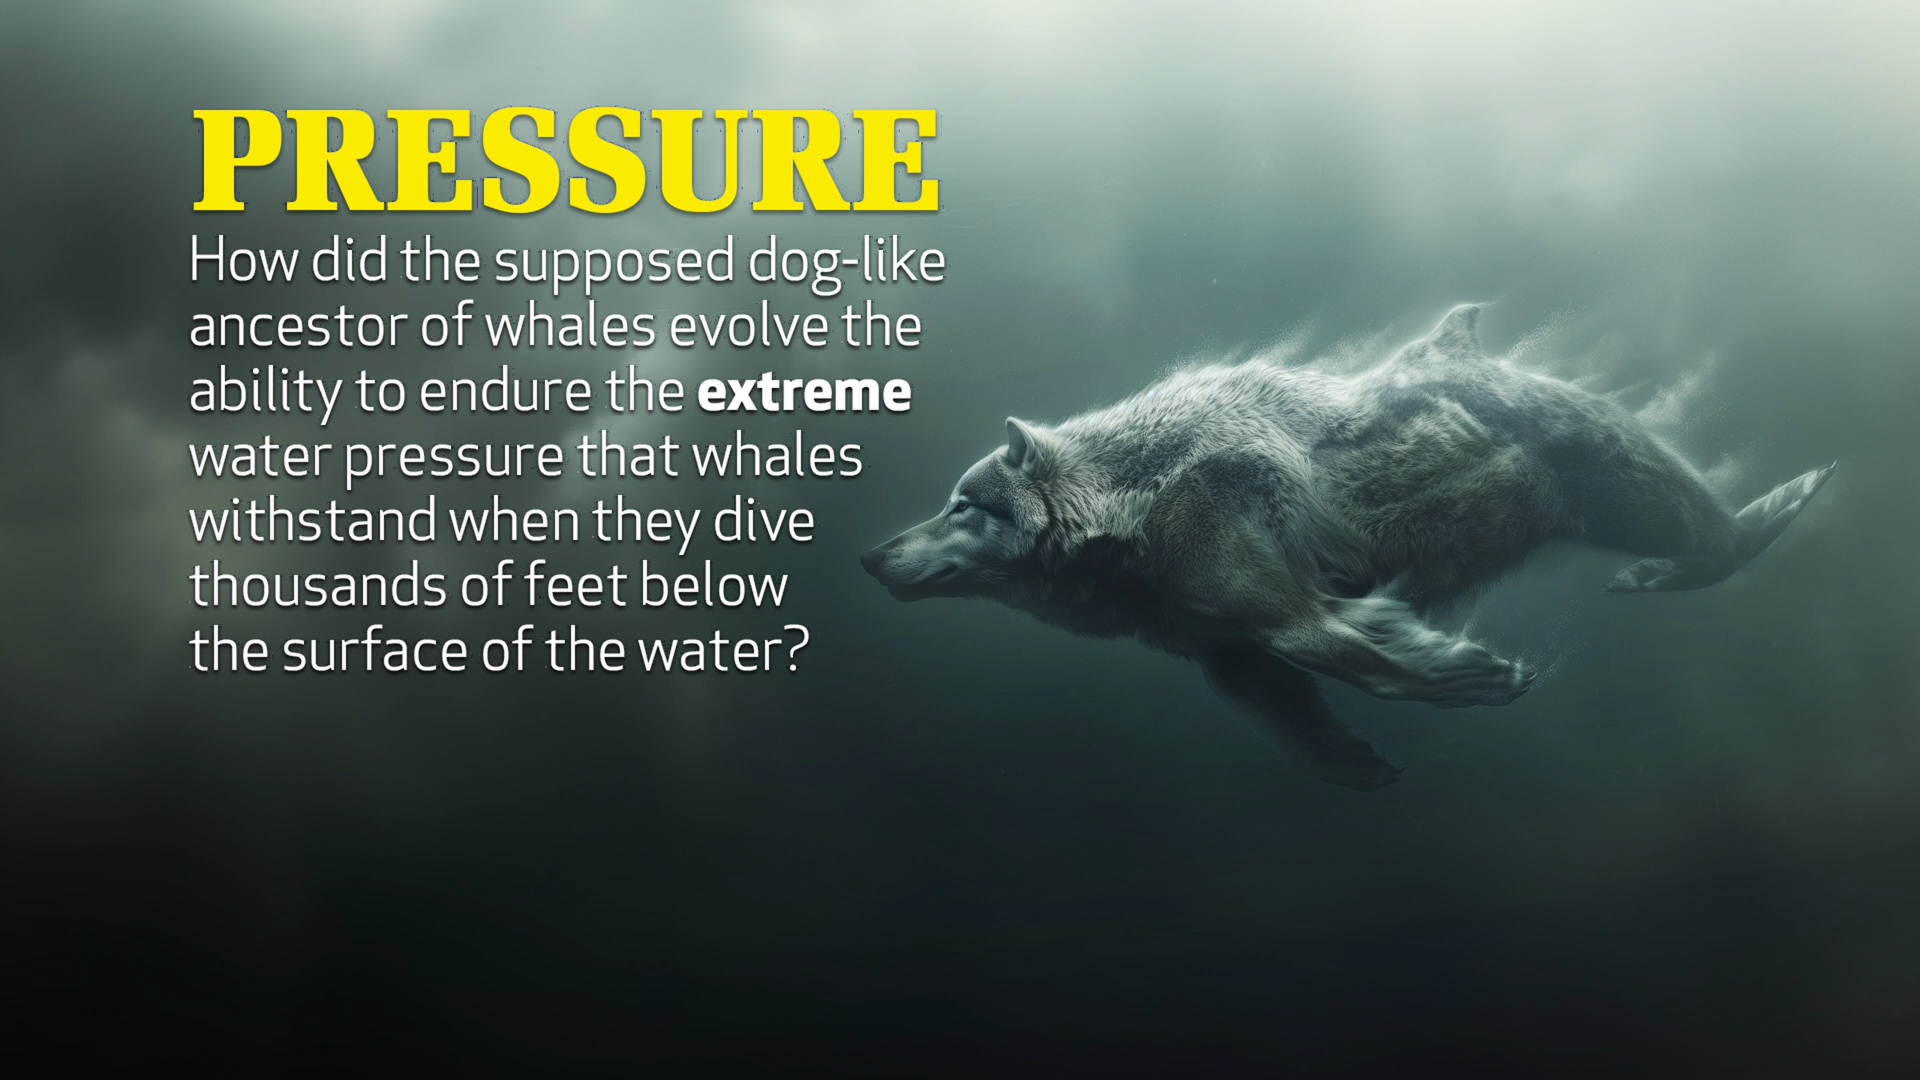 PRESSURE
How did the supposed dog-like
ancestor of whales evolve the
ability to endure the extreme
water pressure that whales
withstand when they dive
thousands of feet below
the surface of the water?